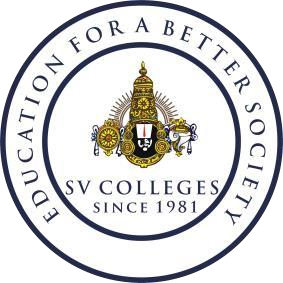 EDUCATION FOR A BETTER SOCIETY
SV COLLEGES
SINCE 1981